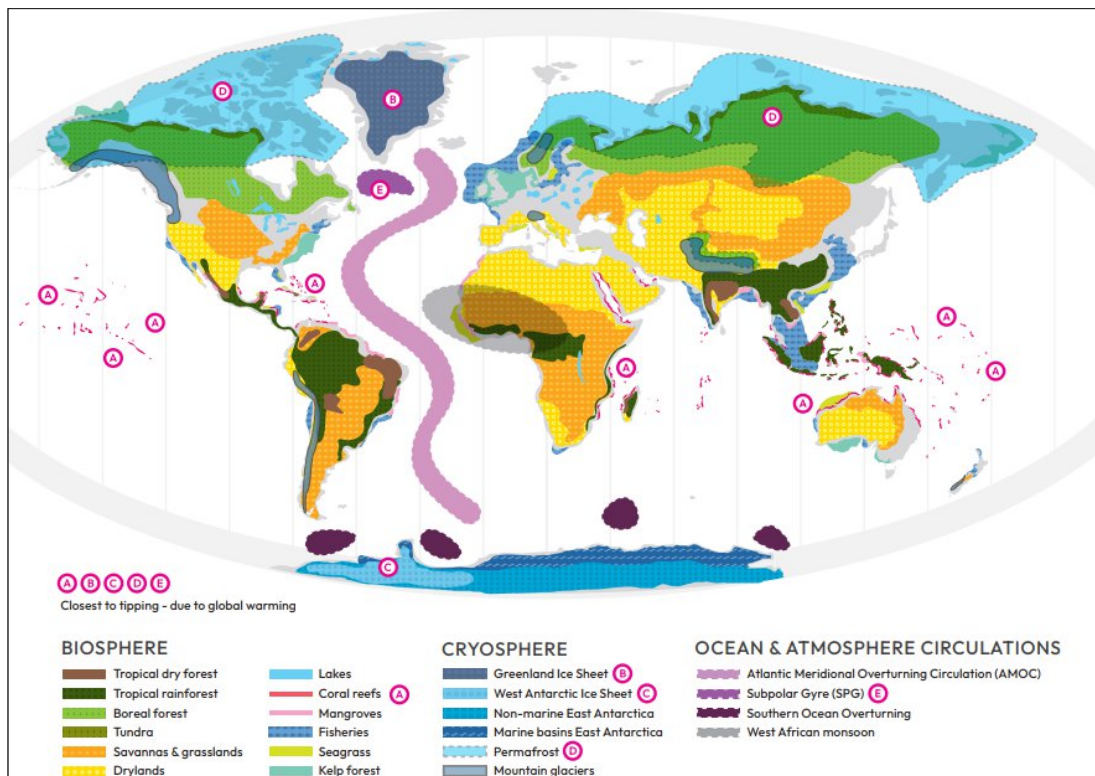 D
B
D
E
A
A
A
A
A
A
A
A
C
A B C D E
Closest to tipping - due to global warming
BIOSPHERE
Tropical dry forest
Tropical rainforest
Boreal forest
Tundra
Savannas & grasslands
Drylands
Lakes
Coral reefs A
Mangroves
Fisheries
Seagrass
Kelp forest
CRYOSPHERE
Greenland Ice Sheet B
West Antarctic Ice Sheet C
Non-marine East Antarctica
Marine basins East Antarctica
Permafrost D
Mountain glaciers
OCEAN & ATMOSPHERE CIRCULATIONS
Atlantic Meridional Overturning Circulation (AMOC)
Subpolar Gyre (SPG) E
Southern Ocean Overturning
West African monsoon